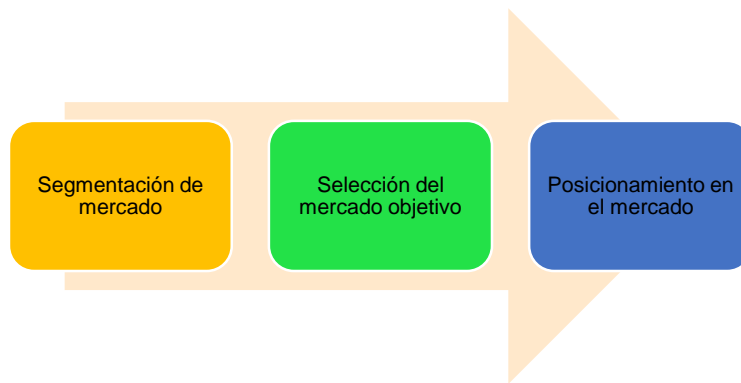 Segmentación de
mercado
Selección del
mercado objetivo
Posicionamiento en
el mercado